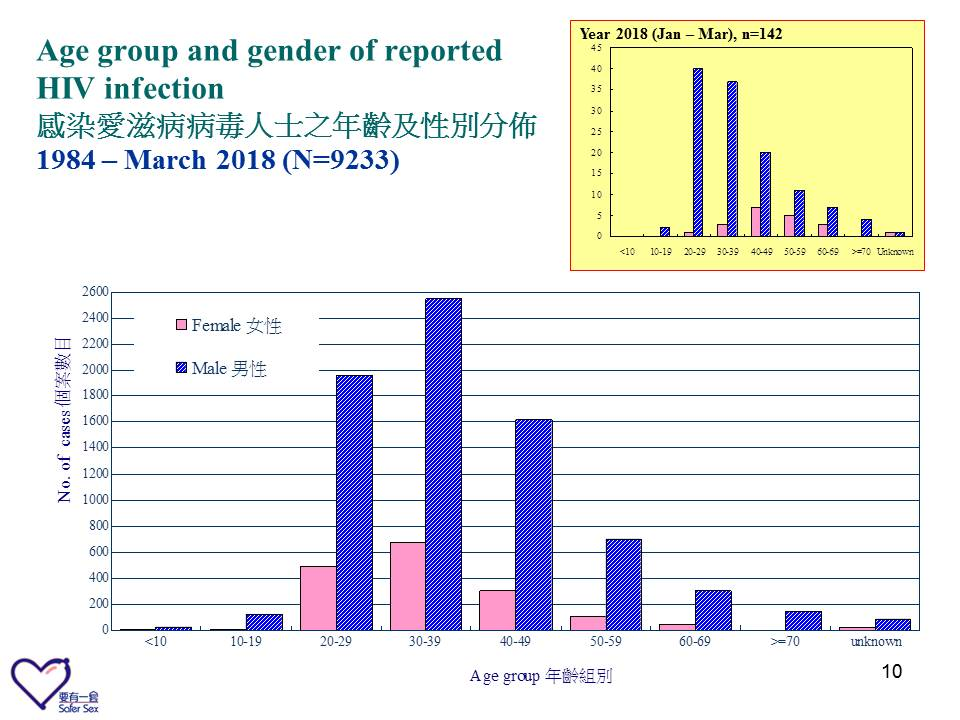 Age group and gender of reported
HIV infection
感染愛滋病病毒人士之年齡及性別分佈
1984 – March 2018 (N=9233)
Year 2018 (Jan – Mar), n=142
45
40
35
30
25
20
15
10
5
0
<10 10-19 20-29 30-39 40-49 50-59 60-69 >=70 Unknown
No. of cases 個案數目
2600
2400
2200
2000
1800
1600
1400
1200
1000
800
600
400
200
0
Female 女性
Male 男性
<10 10-19 20-29 30-39 40-49 50-59 60-69 >=70 unknown
Age group 年齡組別
10
要有一套
Safer Sex